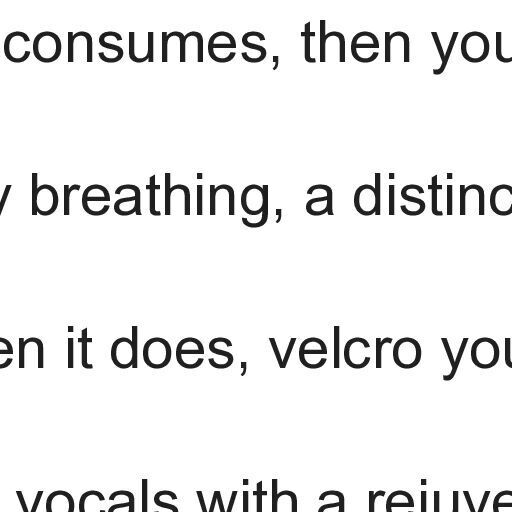 consumes, then you
y breathing, a distinc
en it does, velcro you
vocals with a rejuve